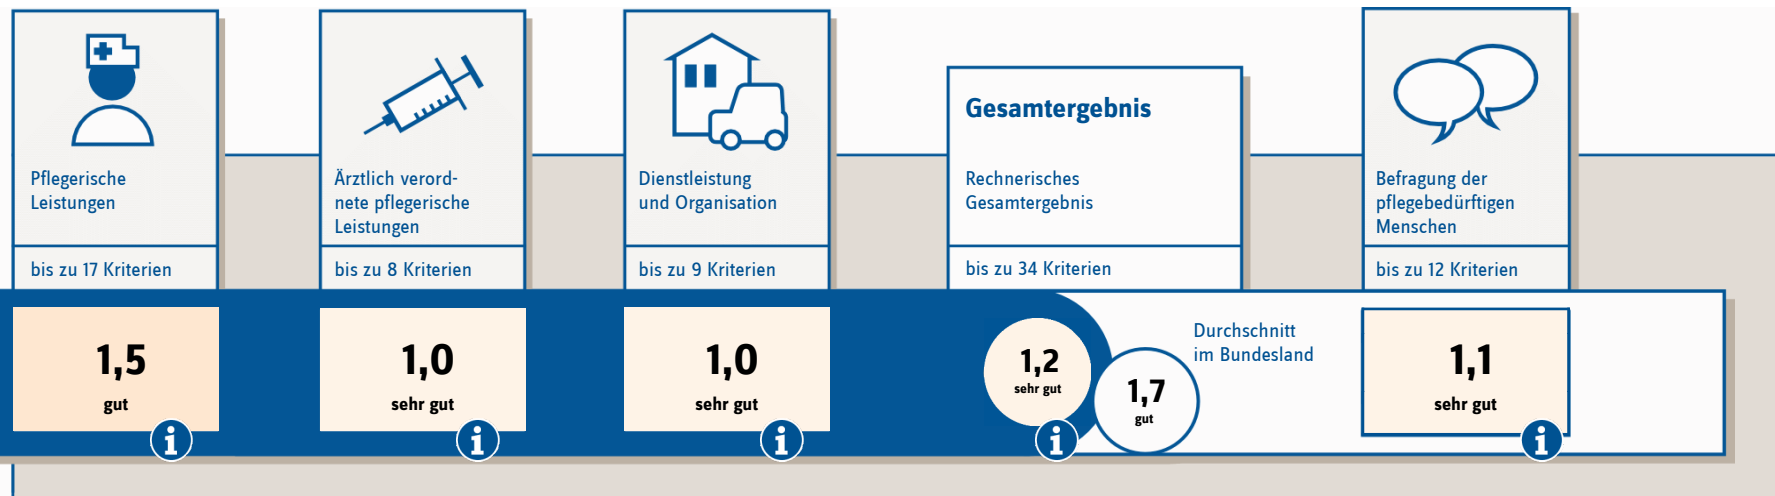 Pflegerische
Leistungen
bis zu 17 Kriterien
1,5
gut
i
Ärztlich verord-
nete pflegerische
Leistungen
bis zu 8 Kriterien
1,0
sehr gut
i
Dienstleistung
und Organisation
bis zu 9 Kriterien
1,0
sehr gut
i
Gesamtergebnis
Rechnerisches
Gesamtergebnis
bis zu 34 Kriterien
1,2
sehr gut
i
1,7
gut
Durchschnitt
im Bundesland
Befragung der
pflegebedürftigen
Menschen
bis zu 12 Kriterien
1,1
sehr gut
i